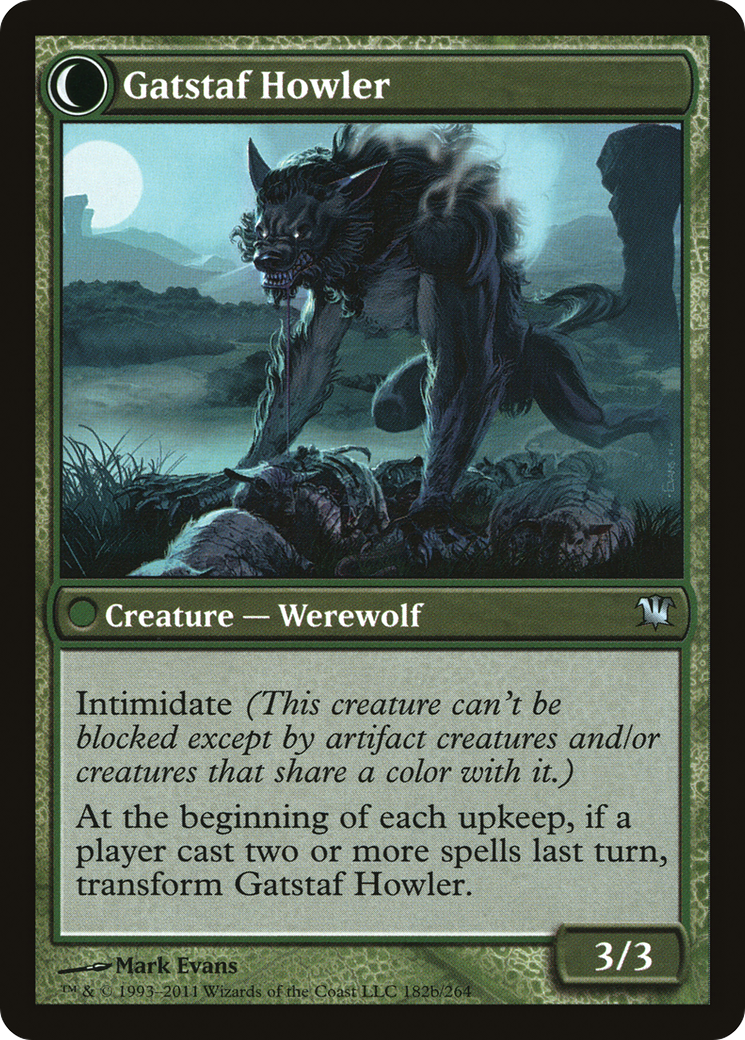 Gatstaf Howler
Creature — Werewolf
Intimidate (This creature can't be
blocked except by artifact creatures and/or
creatures that share a color with it.)
At the beginning of each upkeep, if a
player cast two or more spells last turn,
transform Gatstaf Howler.
3/3
Mark Evans
™ & © 1993–2011 Wizards of the Coast LLC 182b/264